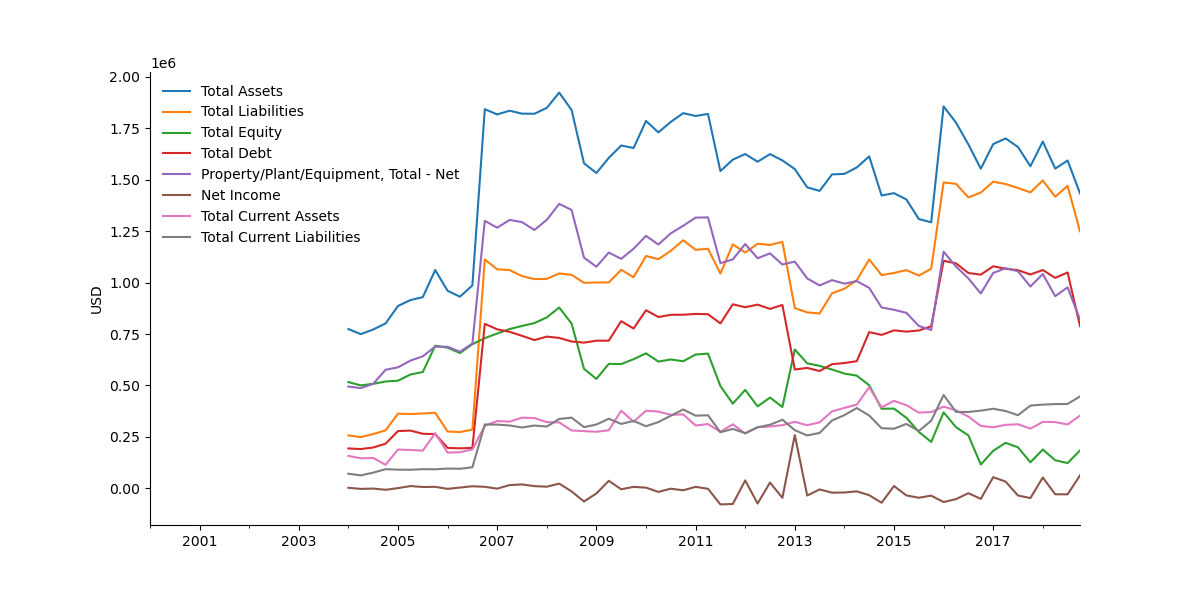 1e6
2.00
1.75
1.50
1.25
1.00
0.75
0.50
0.25
0.00
USD
Total Assets
Total Liabilities
Total Equity
Total Debt
Property/Plant/Equipment, Total - Net
Net Income
Total Current Assets
Total Current Liabilities
2001 2003 2005 2007 2009 2011 2013 2015 2017